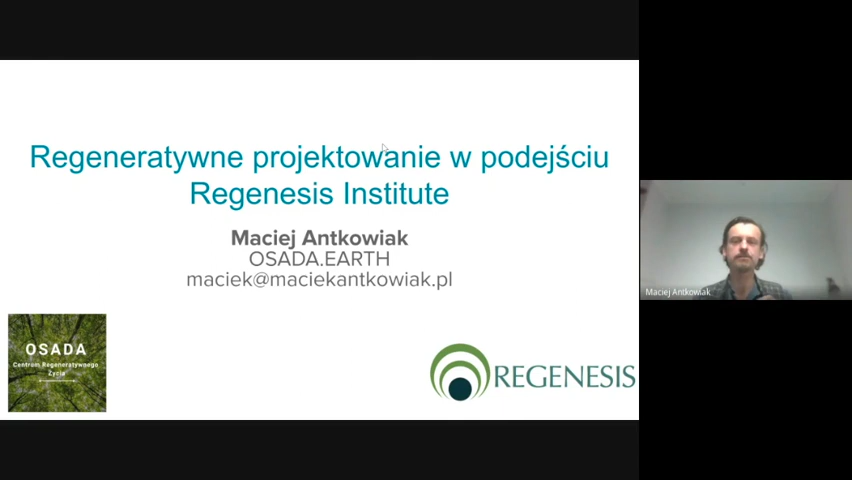 Regeneratywne projektowanie w podejściu
Regenesis Institute
Maciej Antkowiak
OSADA.EARTH
maciek@maciekantkowiak.pl
OSADA
Centrum Regeneratywnego
Życia
REGENESIS
Maciej Antkowiak